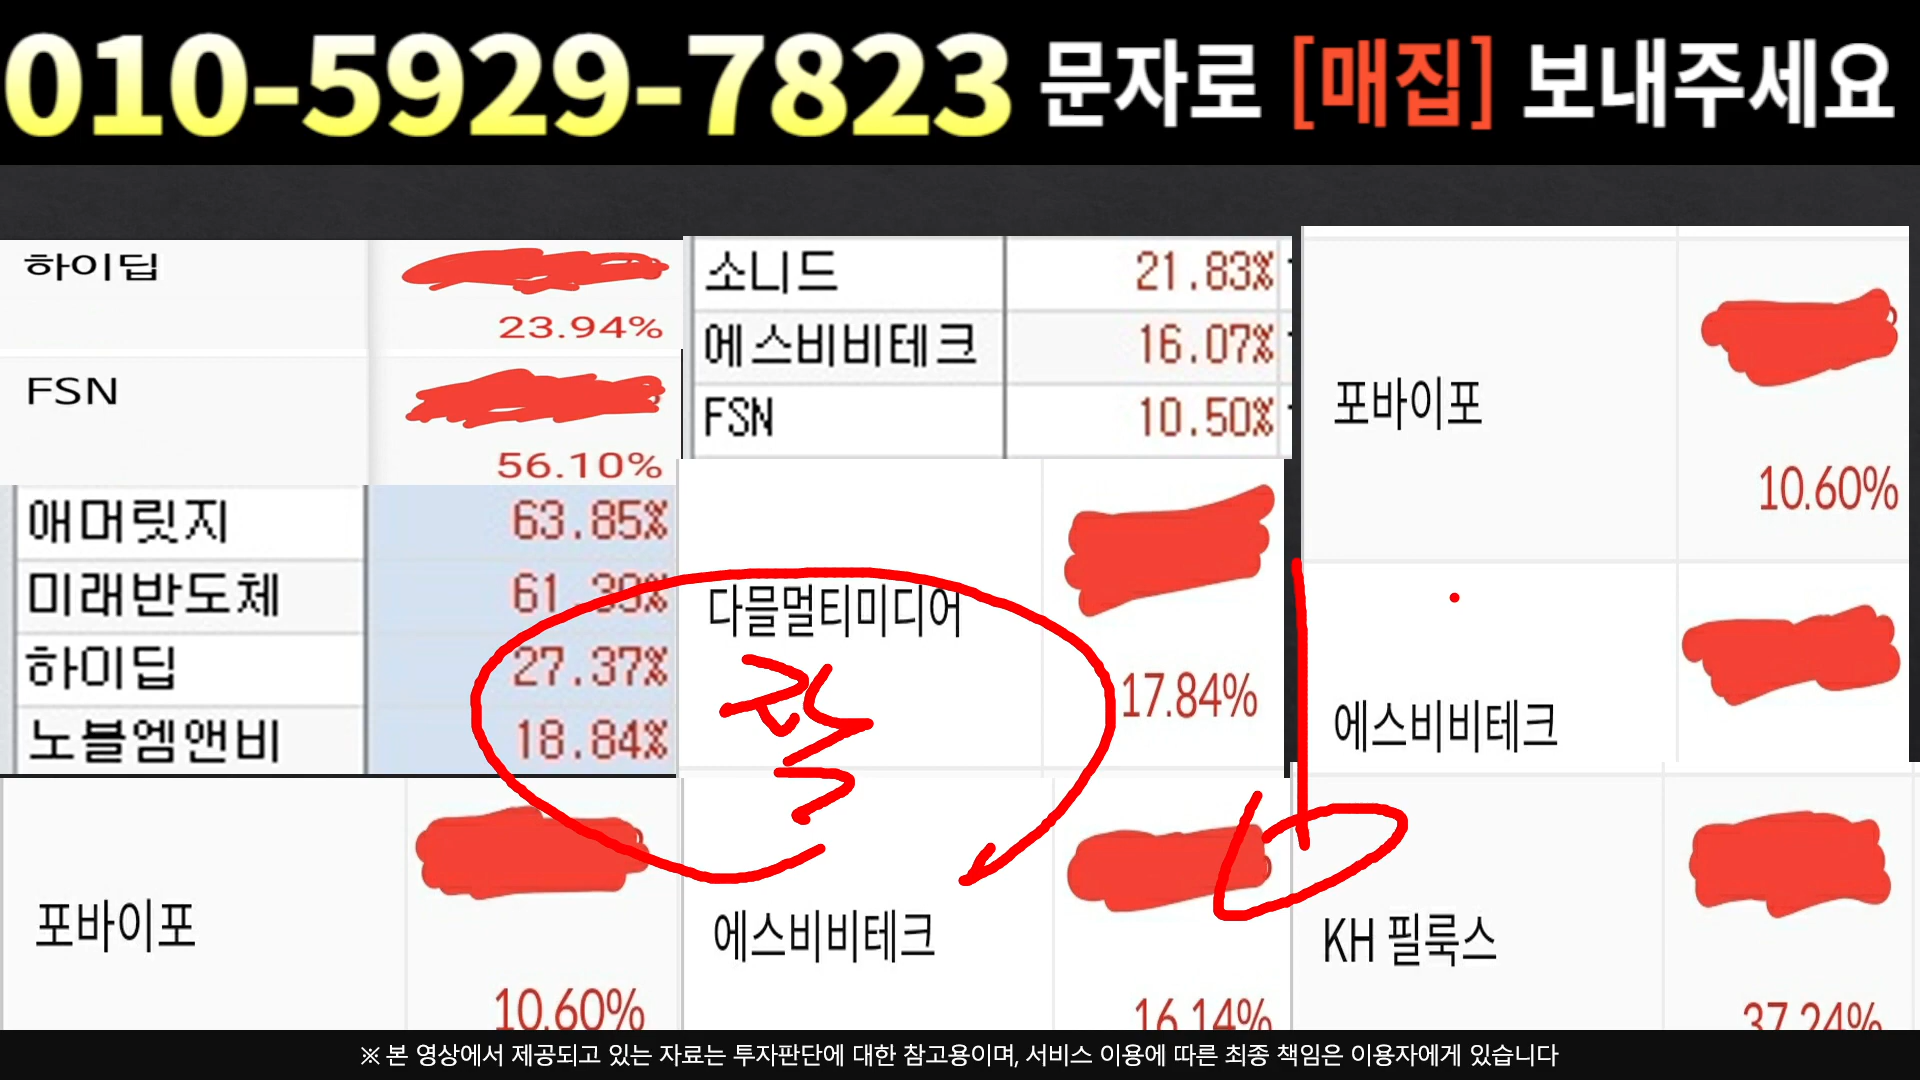 010-5929-7823 문자로 [매집] 보내주세요
하이딥
23.94%
FSN
56.10%
애머릿지 63.85%
미래반도체 61.39%
하이딥 27.37%
노블엠앤비 18.84%
소니드 21.83%
에스비비테크 16.07%
FSN 10.50%
다믈멀티미디어
17.84%
포바이포
10.60%
에스비비테크
포바이포
10.60%
에스비비테크
16.14%
KH 필룩스
37.24%
※ 본 영상에서 제공되고 있는 자료는 투자판단에 대한 참고용이며, 서비스 이용에 따른 최종 책임은 이용자에게 있습니다